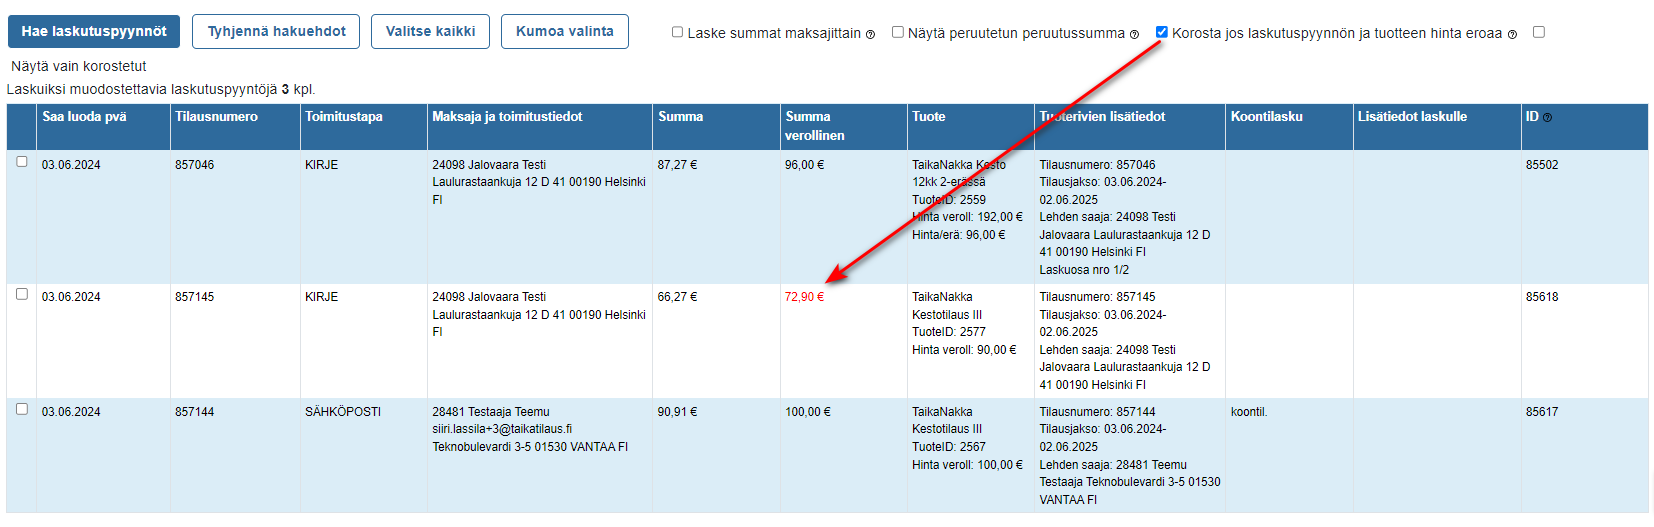 Hae laskutuspyynnöt Tyhjennä hakuehdot Valitse kaikki Kumoa valinta Laske summat maksajittain Näytä peruutetun peruutussumma Korosta jos laskutuspyynnön ja tuotteen hinta eroaa
Näytä vain korostetut
Laskuiksi muodostettavia laskutuspyyntöjä 3 kpl.
Saa luoda pvä Tilausnumero Toimitustapa Maksaja ja toimitustiedot Summa Summa verollinen Tuote Tuoterivien lisätiedot Koontilasku Lisätiedot laskulle ID
03.06.2024 857046 KIRJE 24098 Jalovaara Testi 87,27 € 96,00 € TaikaNakka Kesto Tilausnumero: 857046 85502
Laulurastaankuja 12 D 41 00190 Helsinki 12kk 2-erässä Tilausjakso: 03.06.2024-
FI TuoteID: 2559 02.06.2025
Hinta veroll: 192,00 € Lehden saaja: 24098 Testi
Hinta/erä: 96,00 € Jalovaara Laulurastaankuja 12 D
41 00190 Helsinki FI
Laskuosa nro 1/2
03.06.2024 857145 KIRJE 24098 Jalovaara Testi 66,27 € 72,90 € TaikaNakka Tilausnumero: 857145 85618
Laulurastaankuja 12 D 41 00190 Helsinki Kestotilaus III Tilausjakso: 03.06.2024-
FI TuoteID: 2577 02.06.2025
Hinta veroll: 90,00 € Lehden saaja: 24098 Testi
Jalovaara Laulurastaankuja 12 D
41 00190 Helsinki FI
03.06.2024 857144 SÄHKÖPOSTI 28481 Testaaja Teemu 90,91 € 100,00 € TaikaNakka Tilausnumero: 857144 koontil. 85617
siiri.lassila+3@taikatilaus.fi Kestotilaus III Tilausjakso: 03.06.2024-
Teknobulevardi 3-5 01530 VANTAA FI TuoteID: 2567 02.06.2025
Hinta veroll: 100,00 € Lehden saaja: 28481 Teemu
Testaaja Teknobulevardi 3-5 01530
VANTAA FI